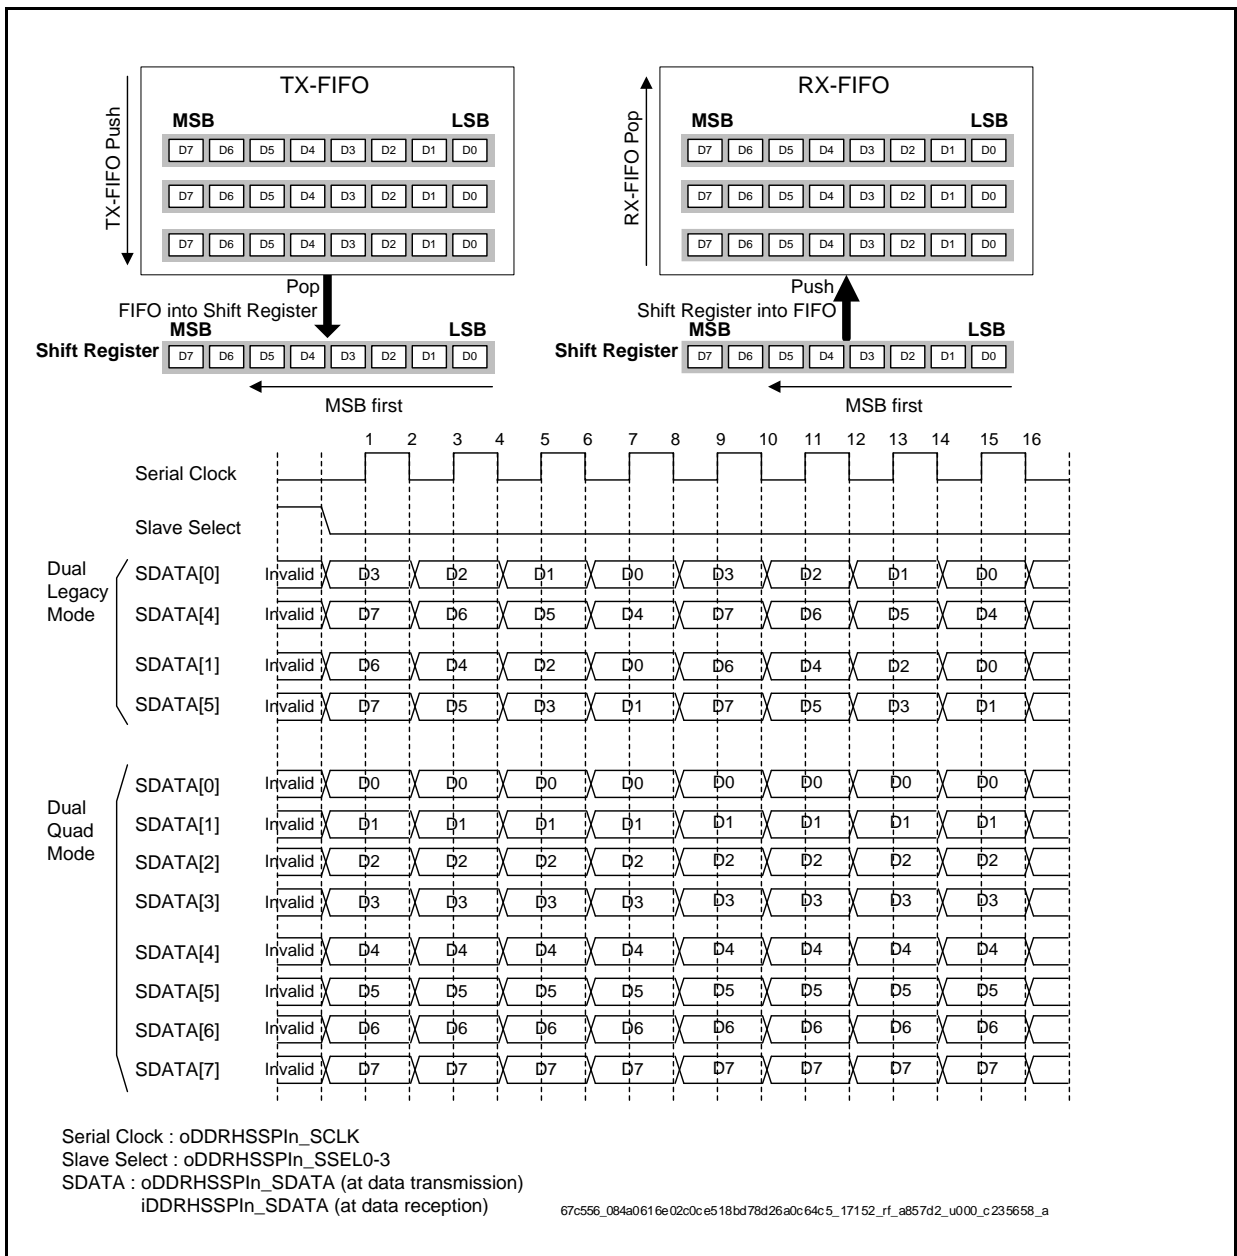 TX-FIFO
MSB LSB
D7 D6 D5 D4 D3 D2 D1 D0
D7 D6 D5 D4 D3 D2 D1 D0
D7 D6 D5 D4 D3 D2 D1 D0
TX-FIFO Push
Pop
FIFO into Shift Register
MSB LSB
Shift Register D7 D6 D5 D4 D3 D2 D1 D0
MSB first
RX-FIFO
MSB LSB
D7 D6 D5 D4 D3 D2 D1 D0
D7 D6 D5 D4 D3 D2 D1 D0
D7 D6 D5 D4 D3 D2 D1 D0
RX-FIFO Pop
Push
Shift Register into FIFO
MSB LSB
Shift Register D7 D6 D5 D4 D3 D2 D1 D0
MSB first
1 2 3 4 5 6 7 8 9 10 11 12 13 14 15 16
Serial Clock
Slave Select
Dual
Legacy
Mode
SDATA[0] Invalid D3 D2 D1 D0 D3 D2 D1 D0
SDATA[4] Invalid D7 D6 D5 D4 D7 D6 D5 D4
SDATA[1] Invalid D6 D4 D2 D0 D6 D4 D2 D0
SDATA[5] Invalid D7 D5 D3 D1 D7 D5 D3 D1
Dual
Quad
Mode
SDATA[0] Invalid D0 D0 D0 D0 D0 D0 D0 D0
SDATA[1] Invalid D1 D1 D1 D1 D1 D1 D1 D1
SDATA[2] Invalid D2 D2 D2 D2 D2 D2 D2 D2
SDATA[3] Invalid D3 D3 D3 D3 D3 D3 D3 D3
SDATA[4] Invalid D4 D4 D4 D4 D4 D4 D4 D4
SDATA[5] Invalid D5 D5 D5 D5 D5 D5 D5 D5
SDATA[6] Invalid D6 D6 D6 D6 D6 D6 D6 D6
SDATA[7] Invalid D7 D7 D7 D7 D7 D7 D7 D7
Serial Clock : oDDRHSSPIn_SCLK
Slave Select : oDDRHSSPIn_SSEL0-3
SDATA : oDDRHSSPIn_SDATA (at data transmission)
iDDRHSSPIn_SDATA (at data reception)
67c556_084a0616e02c0ce518bd78d26a0c64c5_17152_rf_a857d2_u000_c235658_a